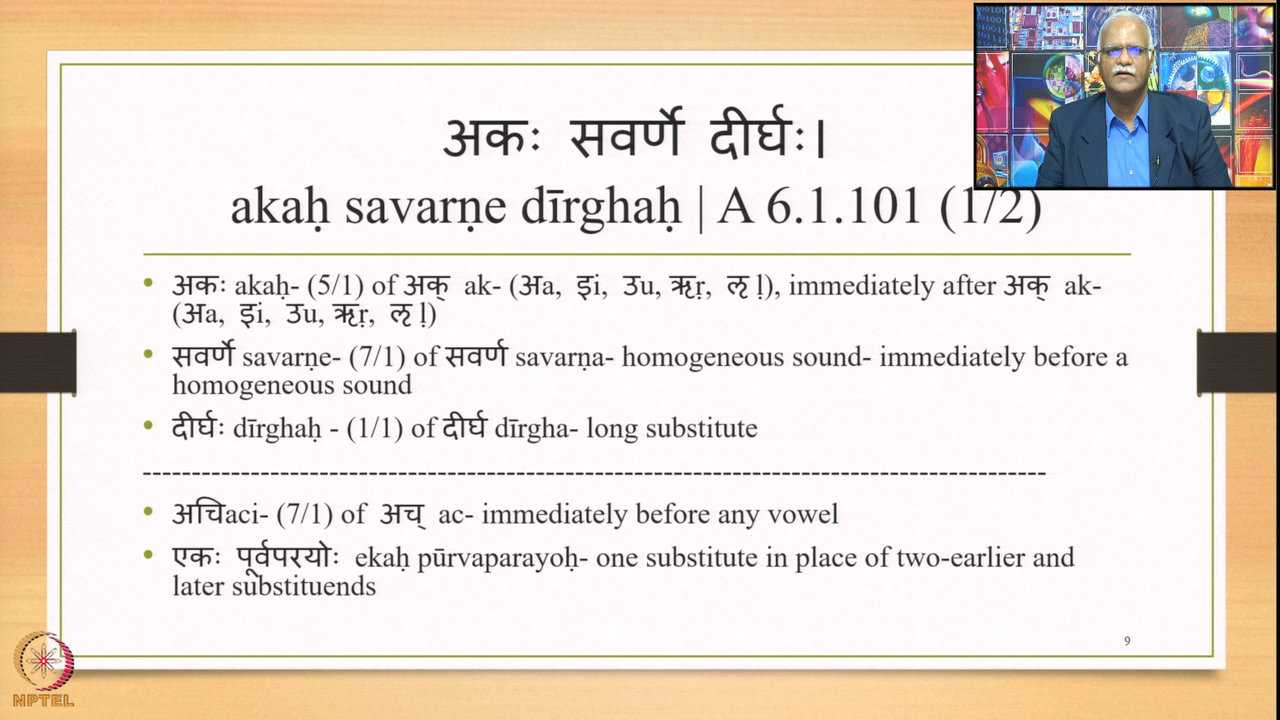 अकः सवर्णे दीर्घः।
akaḥ savarṇe dīrghaḥ | A 6.1.101 (1/2)
• अकः akaḥ- (5/1) of अक् ak- (अa, इi, उu, ऋṛ, ऌḷ), immediately after अक् ak-
(अa, इi, उu, ऋṛ, ऌḷ)
• सवर्णे savarṇe- (7/1) of सवर्ण savarṇa- homogeneous sound- immediately before a
homogeneous sound
• दीर्घः dīrghaḥ - (1/1) of दीर्घ dīrgha- long substitute
----------------------------------------------------------------------
• अचिaci- (7/1) of अच् ac- immediately before any vowel
• एकः पूर्वपरयोः ekaḥ pūrvaparayoḥ- one substitute in place of two-earlier and
later substituends
9
NPTEL